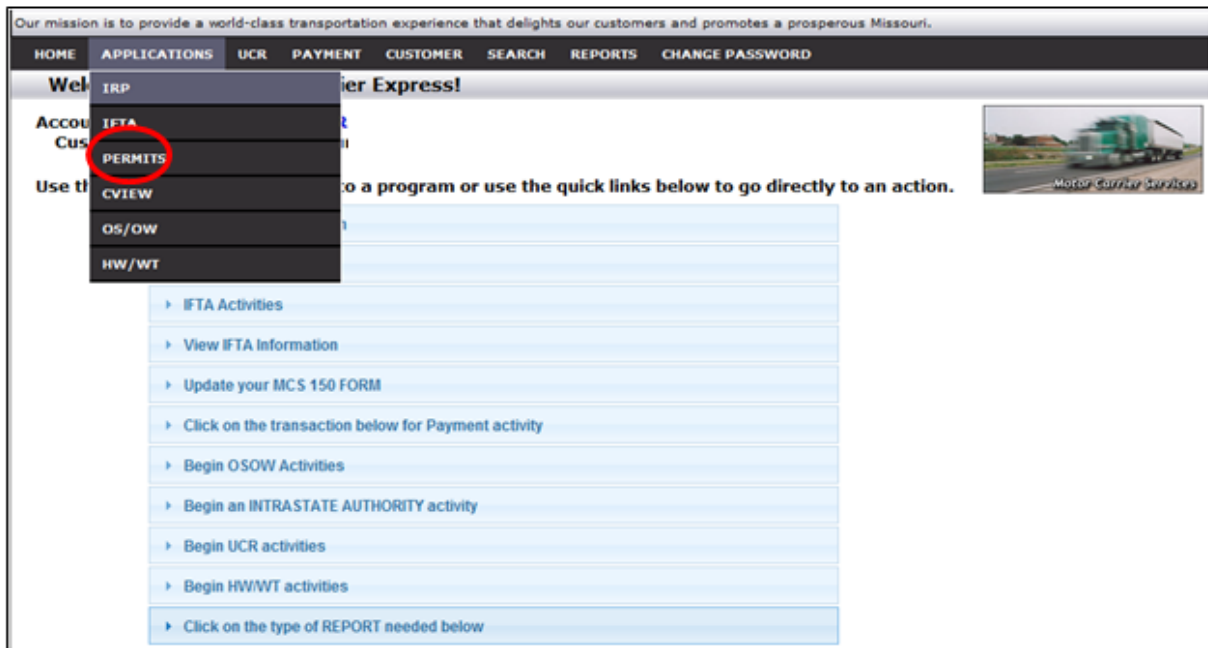 Our mission is to provide a world-class transportation experience that delights our customers and promotes a prosperous Missouri.
HOME APPLICATIONS UCR PAYMENT CUSTOMER SEARCH REPORTS CHANGE PASSWORD
Express!
IRP
IFTA
PERMITS
CVIEW
OS/OW
HW/WT
Use to a program or use the quick links below to go directly to an action.
Motor Carrier Services
IFTA Activities
View IFTA Information
Update your MCS 150 FORM
Click on the transaction below for Payment activity
Begin OSOW Activities
Begin an INTRASTATE AUTHORITY activity
Begin UCR activities
Begin HW/WT activities
Click on the type of REPORT needed below